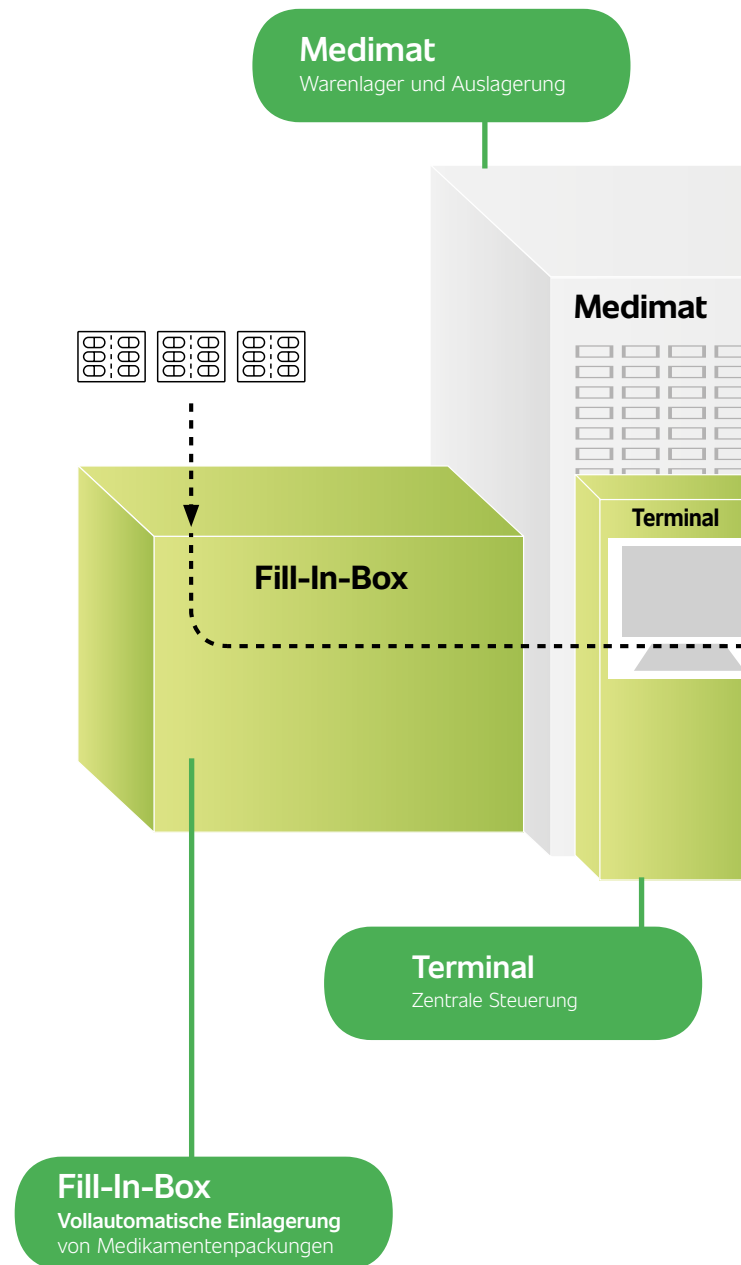 Medimat
Warenlager und Auslagerung
Medimat
Terminal
Fill-In-Box
Terminal
Zentrale Steuerung
Fill-In-Box
Vollautomatische Einlagerung
von Medikamentenpackungen